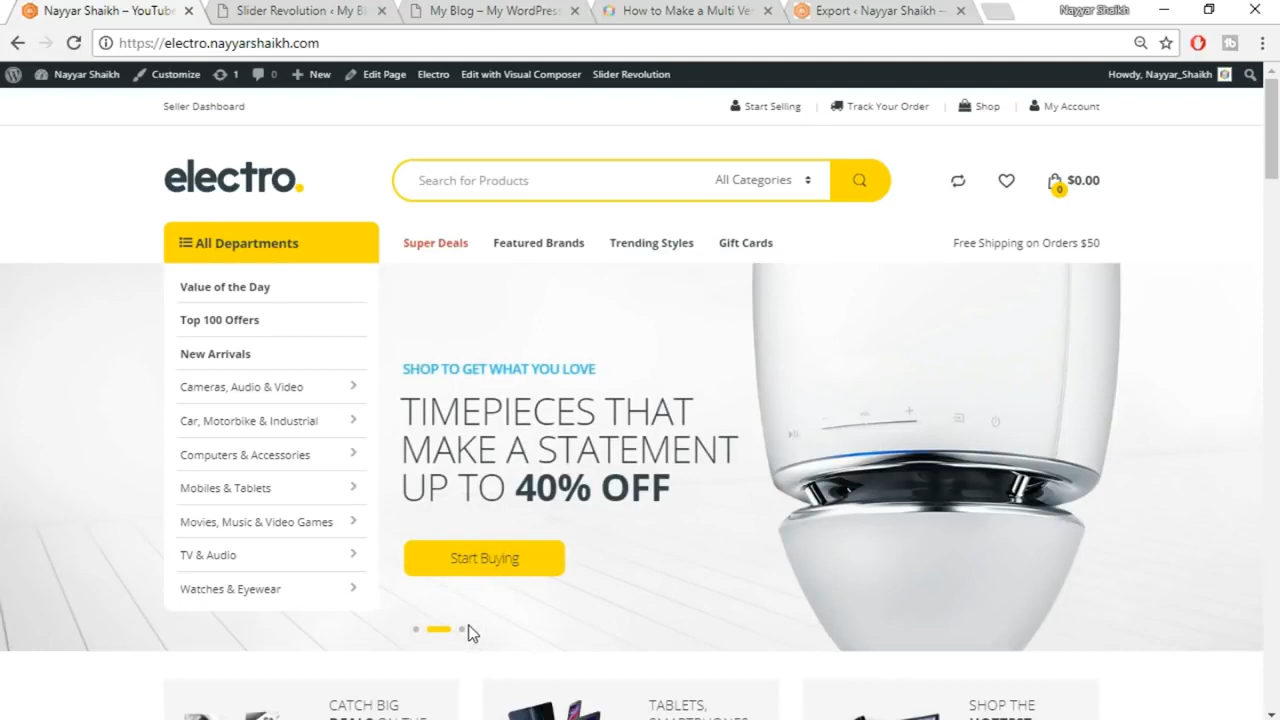 Nayyar Shaikh – YouTube
Slider Revolution ‹ My Bl
My Blog – My WordPress
How to Make a Multi Ve
Export ‹ Nayyar Shaikh —
Nayyar Shaikh
https://electro.nayyarshaikh.com
Nayyar Shaikh
Customize
1
0
New
Edit Page
Electro
Edit with Visual Composer
Slider Revolution
Howdy, Nayyar_Shaikh
Seller Dashboard
Start Selling
Track Your Order
Shop
My Account
electro.
Search for Products
All Categories
0
$0.00
All Departments
Super Deals
Featured Brands
Trending Styles
Gift Cards
Free Shipping on Orders $50
Value of the Day
Top 100 Offers
New Arrivals
Cameras, Audio & Video
Car, Motorbike & Industrial
Computers & Accessories
Mobiles & Tablets
Movies, Music & Video Games
TV & Audio
Watches & Eyewear
SHOP TO GET WHAT YOU LOVE
TIMEPIECES THAT
MAKE A STATEMENT
UP TO 40% OFF
Start Buying
CATCH BIG
DEALS ON THE
TABLETS,
SMARTPHONES
SHOP THE
HOTTEST